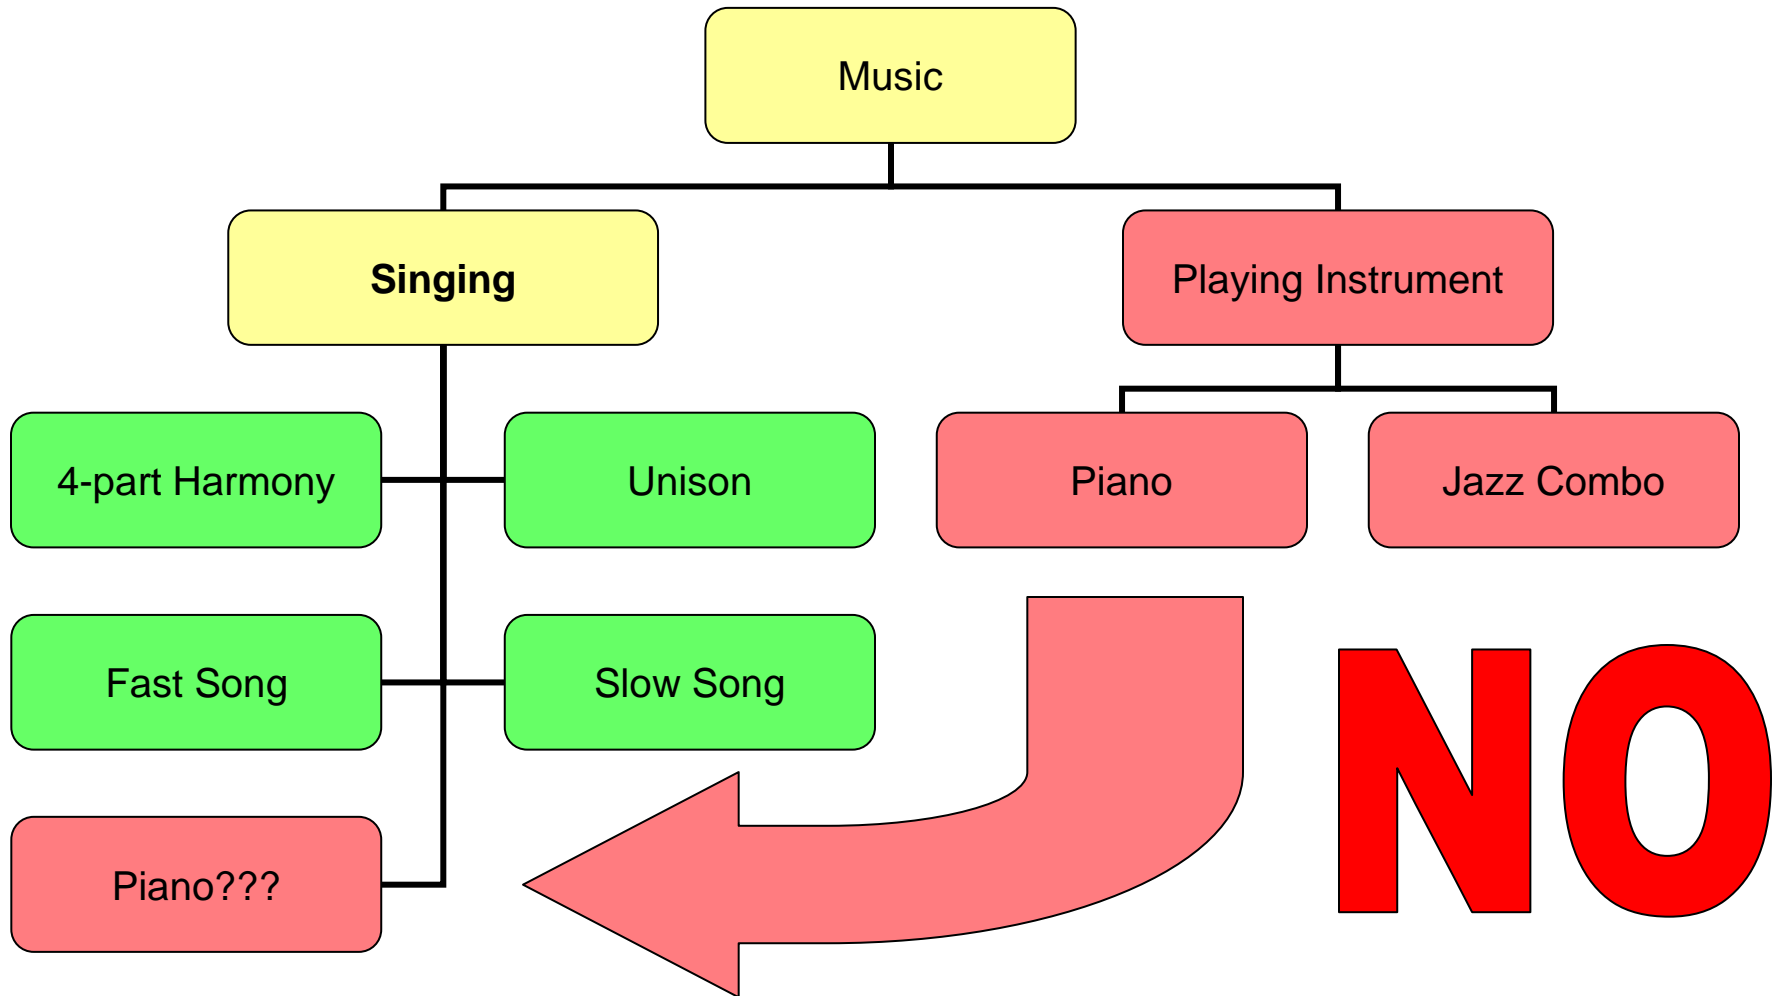 Music
Singing
Playing Instrument
4-part Harmony
Unison
Piano
Jazz Combo
Fast Song
Slow Song
NO
Piano???